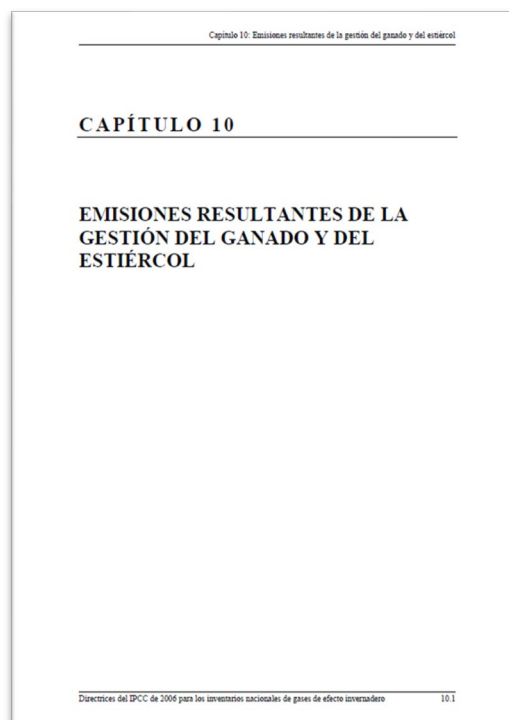 Capítulo 10: Emisiones resultantes de la gestión del ganado y del estiércol
CAPÍTULO 10
EMISIONES RESULTANTES DE LA
GESTIÓN DEL GANADO Y DEL
ESTIÉRCOL
Directrices del IPCC de 2006 para los inventarios nacionales de gases de efecto invernadero 10.1